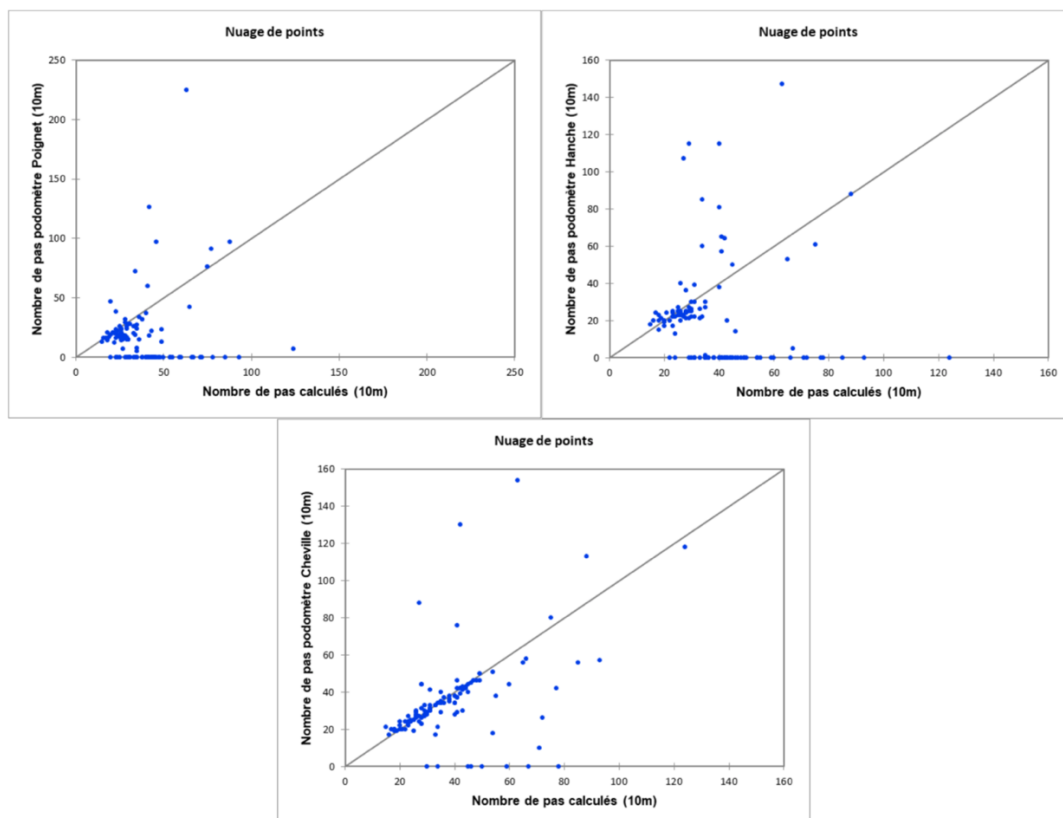 Nuage de points
250
200
150
100
50
0
0 50 100 150 200 250
Nombre de pas podomètre Poignet (10m)
Nombre de pas calculés (10m)
Nuage de points
160
140
120
100
80
60
40
20
0
0 20 40 60 80 100 120 140 160
Nombre de pas podomètre Hanche (10m)
Nombre de pas calculés (10m)
Nuage de points
160
140
120
100
80
60
40
20
0
0 20 40 60 80 100 120 140 160
Nombre de pas podomètre Cheville (10m)
Nombre de pas calculés (10m)